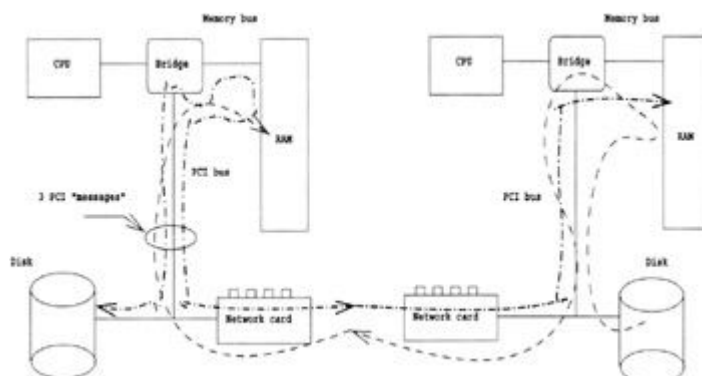 Memory bus
Memory bus
CPU
Bridge
CPU
Bridge
RAM
RAM
PCI bus
PCI bus
3 PCI "messages"
Disk
Disk
Network card
Network card